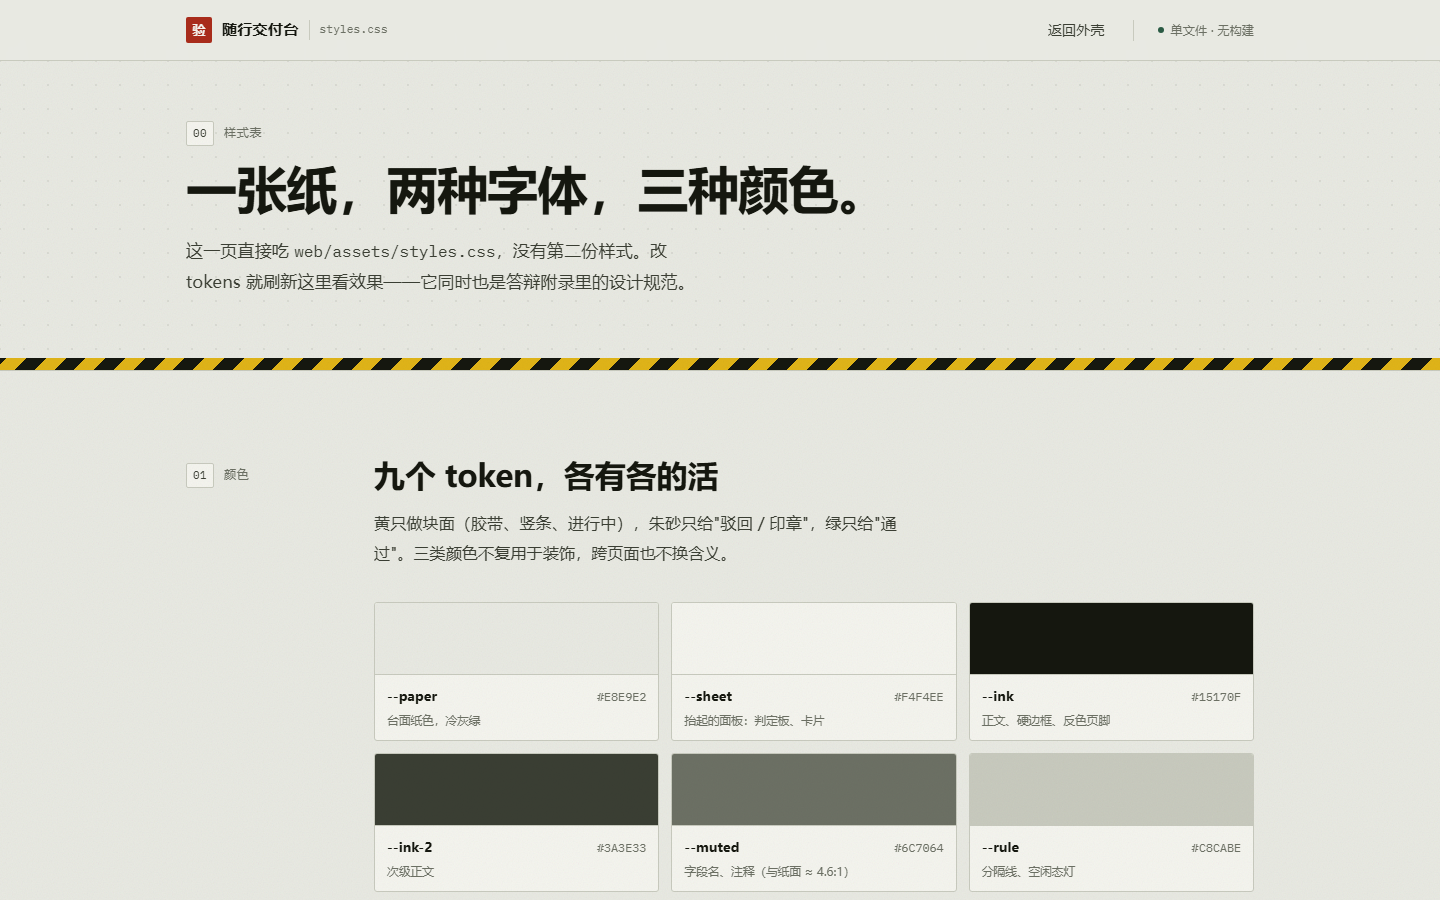 验 随行交付台 styles.css 返回外壳 单文件 · 无构建
00 样式表
一张纸，两种字体，三种颜色。
这一页直接吃 web/assets/styles.css，没有第二份样式。改
tokens 就刷新这里看效果——它同时也是答辩附录里的设计规范。
01 颜色
九个 token，各有各的活
黄只做块面（胶带、竖条、进行中），朱砂只给"驳回 / 印章"，绿只给"通
过"。三类颜色不复用于装饰，跨页面也不换含义。
--paper #E8E9E2
台面纸色，冷灰绿
--sheet #F4F4EE
抬起的面板：判定板、卡片
--ink #15170F
正文、硬边框、反色页脚
--ink-2 #3A3E33
次级正文
--muted #6C7064
字段名、注释（与纸面 ≈ 4.6:1）
--rule #C8CABE
分隔线、空闲态灯